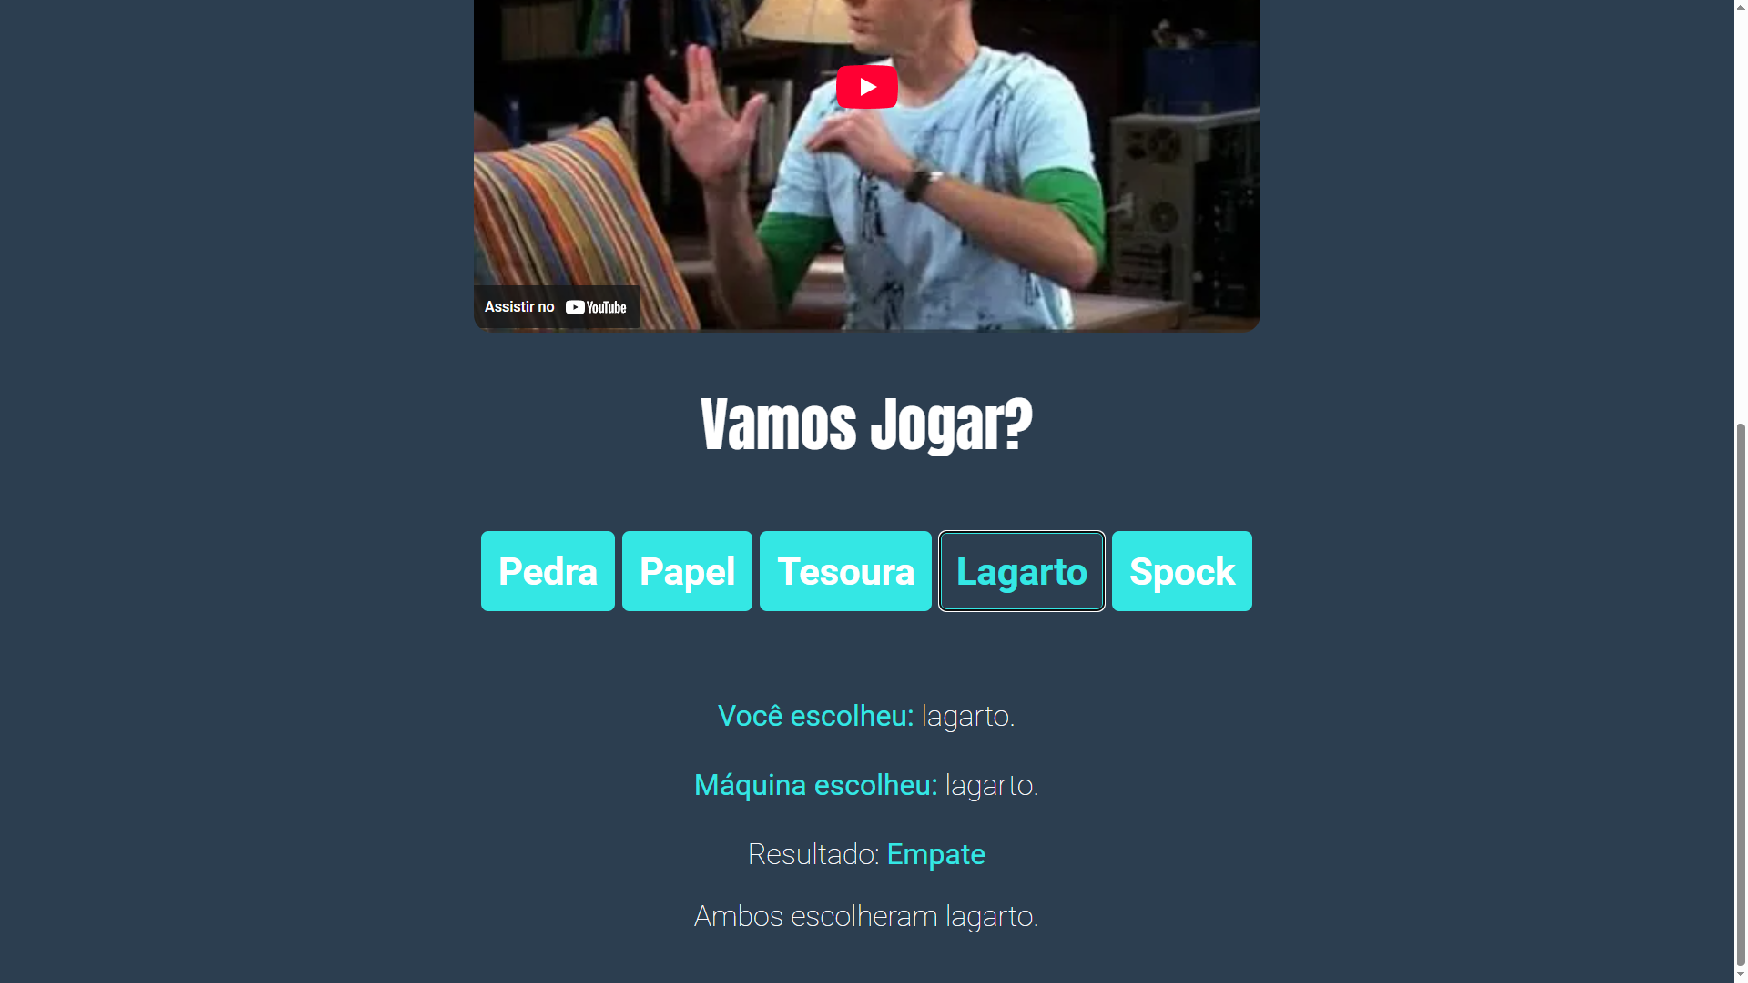 Assistir no YouTube
Vamos Jogar?
Pedra Papel Tesoura Lagarto Spock
Você escolheu: lagarto.
Máquina escolheu: lagarto.
Resultado: Empate
Ambos escolheram lagarto.